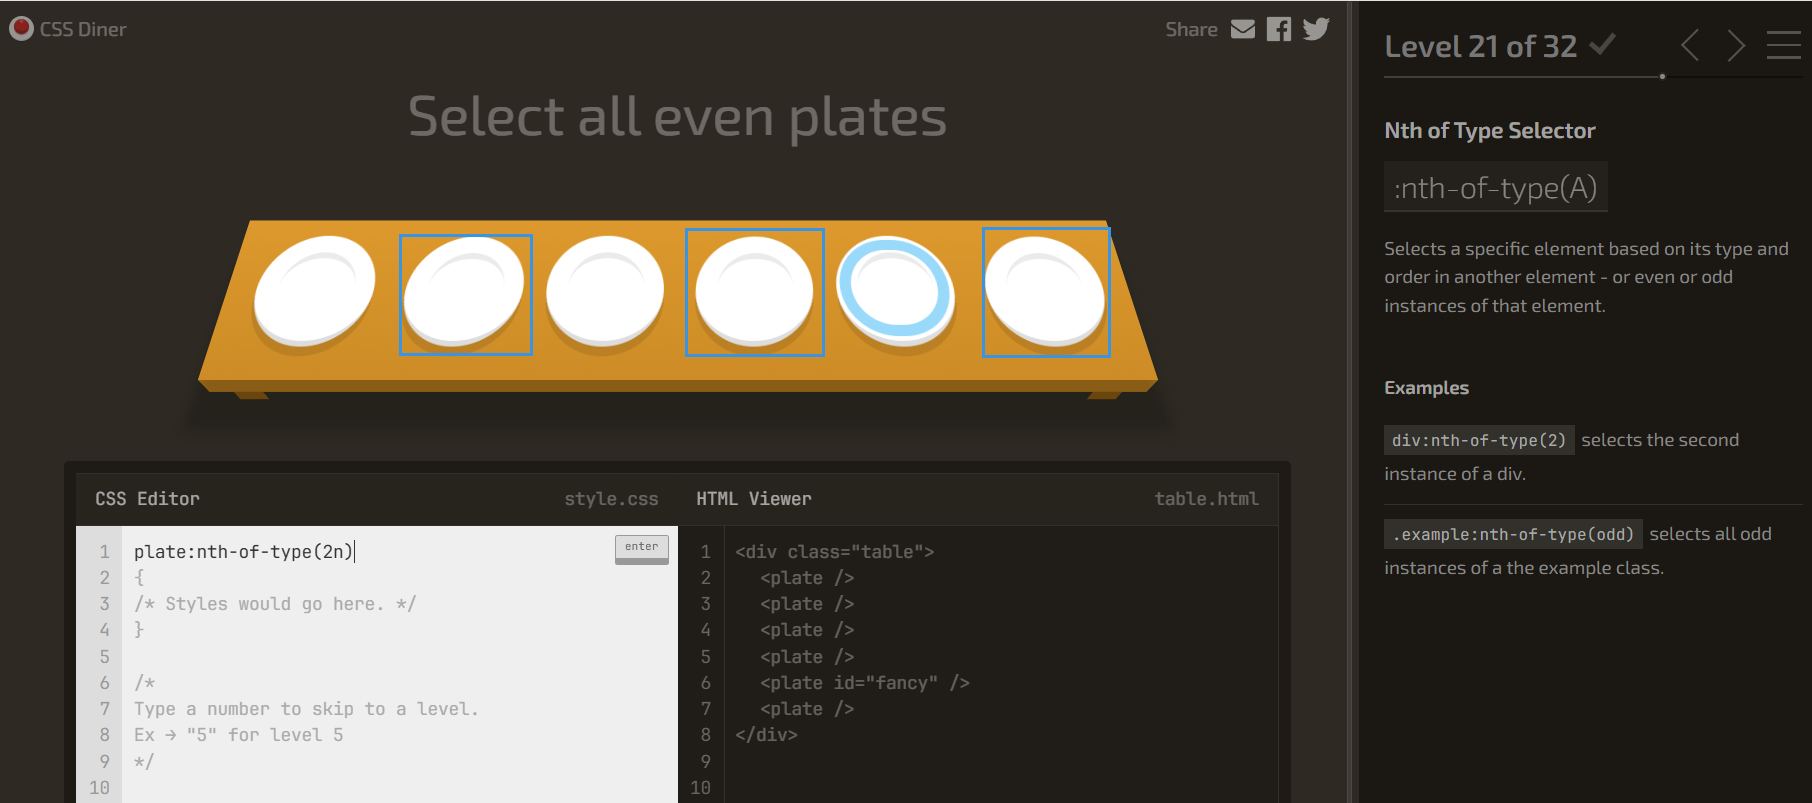 CSS Diner
Share
Select all even plates
CSS Editor
style.css
1 plate:nth-of-type(2n)
enter
2 {
3 /* Styles would go here. */
4 }
5
6 /*
7 Type a number to skip to a level.
8 Ex → "5" for level 5
9 */
10
HTML Viewer
table.html
1 <div class="table">
2 <plate />
3 <plate />
4 <plate />
5 <plate />
6 <plate id="fancy" />
7 <plate />
8 </div>
9
10
Level 21 of 32
Nth of Type Selector
:nth-of-type(A)
Selects a specific element based on its type and
order in another element - or even or odd
instances of that element.
Examples
div:nth-of-type(2) selects the second
instance of a div.
.example:nth-of-type(odd) selects all odd
instances of a the example class.